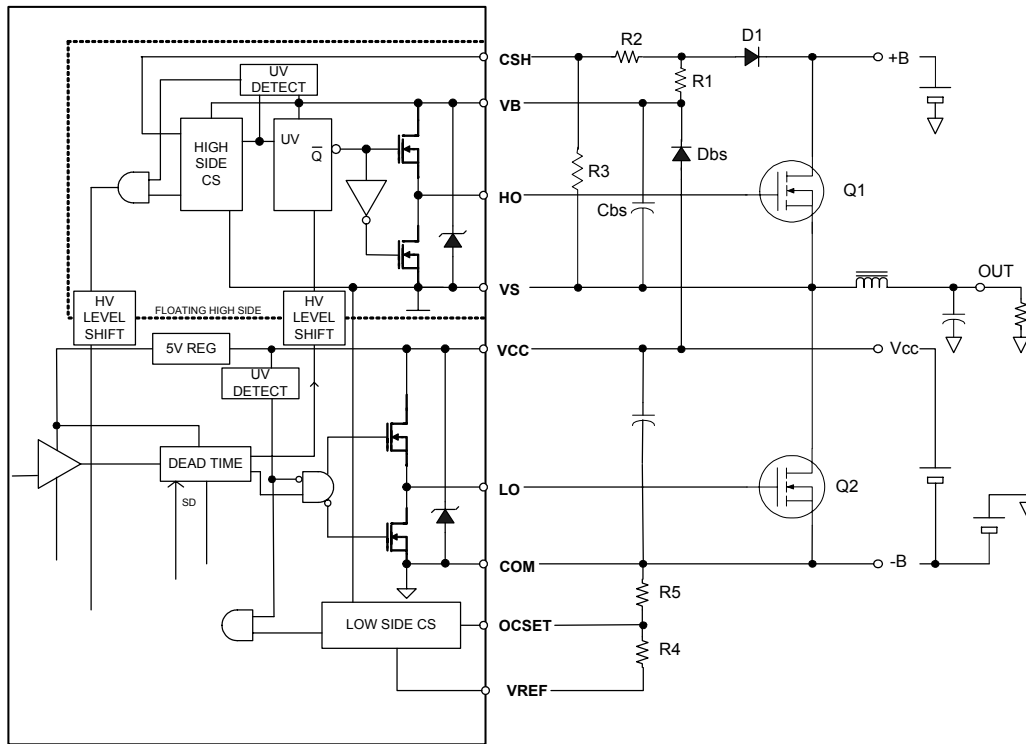 CSH
R2
D1
+B
UV
DETECT
R1
VB
HIGH
SIDE
CS
UV
Q
Dbs
R3
HO
Q1
Cbs
VS
OUT
HV
LEVEL
SHIFT
FLOATING HIGH SIDE
HV
LEVEL
SHIFT
5V REG
VCC
Vcc
UV
DETECT
DEAD TIME
LO
Q2
SD
COM
-B
R5
LOW SIDE CS
OCSET
R4
VREF